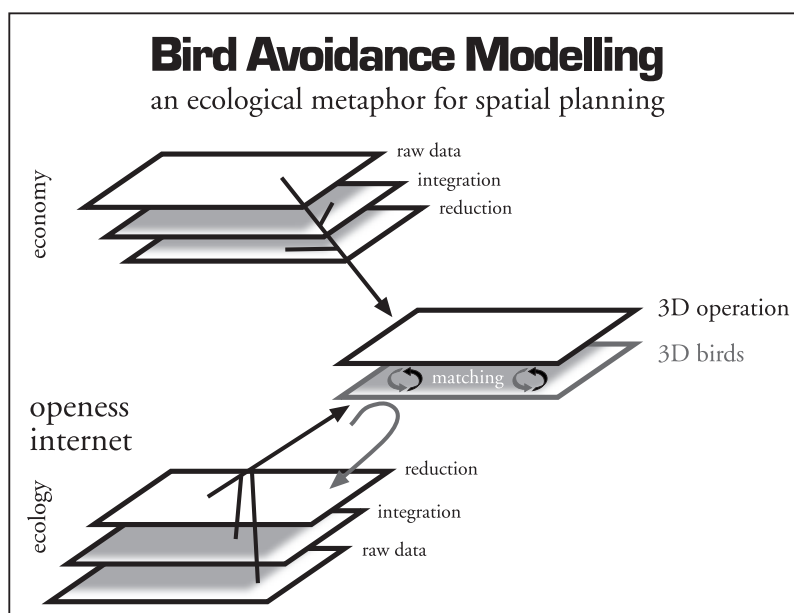 Bird Avoidance Modelling
an ecological metaphor for spatial planning
economy
raw data
integration
reduction
3D operation
3D birds
matching
openess
internet
ecology
reduction
integration
raw data